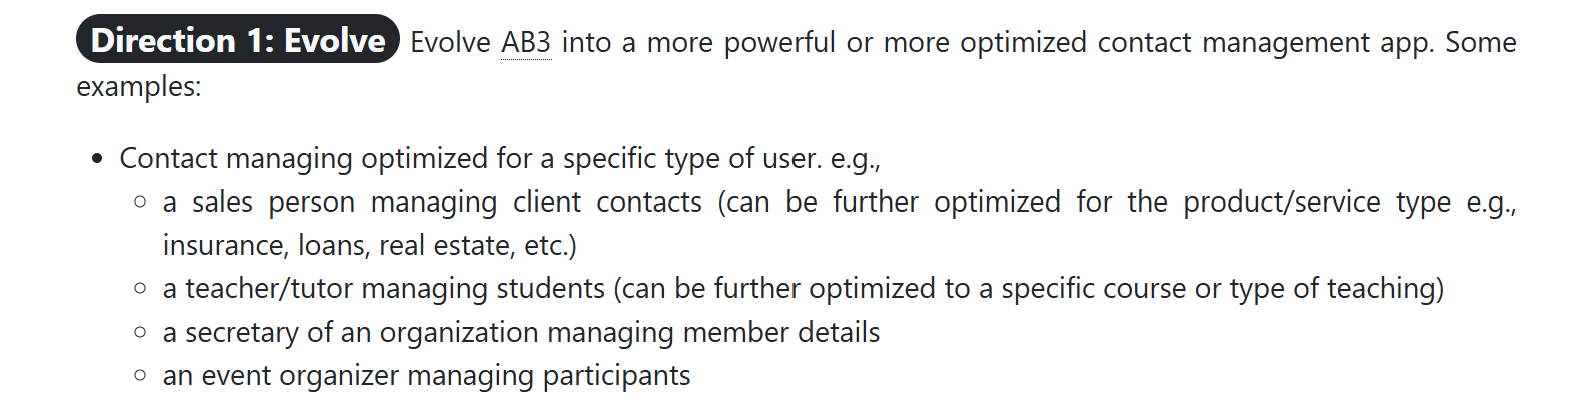 Direction 1: Evolve Evolve AB3 into a more powerful or more optimized contact management app. Some
examples:
Contact managing optimized for a specific type of user. e.g.,
a sales person managing client contacts (can be further optimized for the product/service type e.g.,
insurance, loans, real estate, etc.)
a teacher/tutor managing students (can be further optimized to a specific course or type of teaching)
a secretary of an organization managing member details
an event organizer managing participants